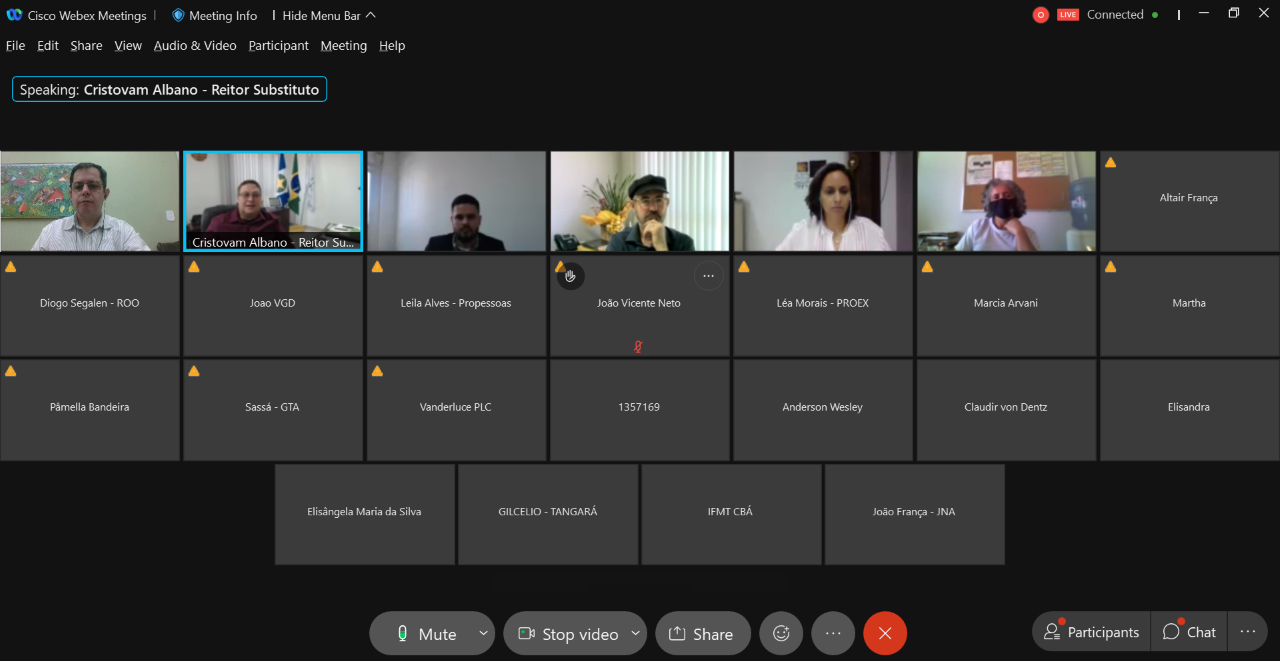 Cisco Webex Meetings | Meeting Info | Hide Menu Bar LIVE Connected
File Edit Share View Audio & Video Participant Meeting Help
Speaking: Cristovam Albano - Reitor Substituto
Cristovam Albano - Reitor Su...
Altair França
Diogo Segalen - ROO
Joao VGD
Leila Alves - Propessoas
João Vicente Neto
Léa Morais - PROEX
Marcia Arvani
Martha
Pâmella Bandeira
Sassá - GTA
Vanderluce PLC
1357169
Anderson Wesley
Claudir von Dentz
Elisandra
Elisângela Maria da Silva
GILCELIO - TANGARÁ
IFMT CBÁ
João França - JNA
Mute Stop video Share Participants Chat